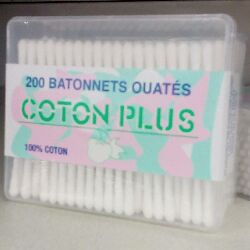 200 BATONNETS OUATÉS
COTON PLUS
100% COTON